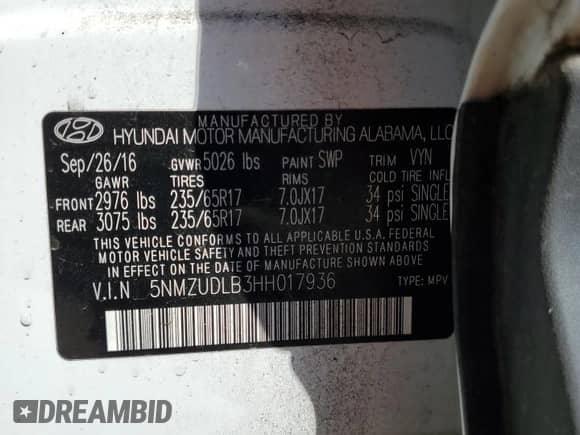 MANUFACTURED BY
HYUNDAI MOTOR MANUFACTURING ALABAMA, LLC
Sep/26/16 GVWR 5026 lbs PAINT SWP TRIM VYN
GAWR TIRES RIMS COLD TIRE INFL
FRONT 2976 lbs 235/65R17 7.0JX17 34 psi SINGLE
REAR 3075 lbs 235/65R17 7.0JX17 34 psi SINGLE
THIS VEHICLE CONFORMS TO ALL APPLICABLE U.S.A. FEDERAL
MOTOR VEHICLE SAFETY AND THEFT PREVENTION STANDARDS
IN EFFECT ON THE DATE OF MANUFACTURE SHOWN ABOVE.
V.I.N 5NMZUDLB3HH017936 TYPE: MPV
DREAMBID